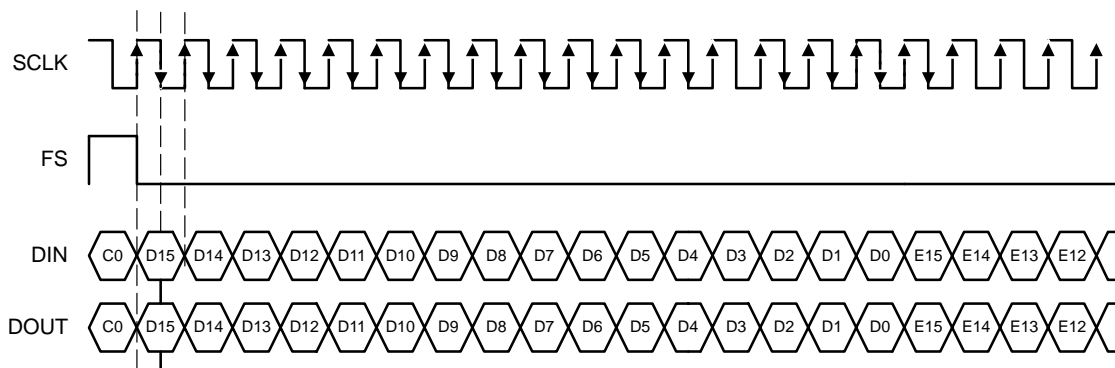 SCLK
FS
DIN C0 D15 D14 D13 D12 D11 D10 D9 D8 D7 D6 D5 D4 D3 D2 D1 D0 E15 E14 E13 E12
DOUT C0 D15 D14 D13 D12 D11 D10 D9 D8 D7 D6 D5 D4 D3 D2 D1 D0 E15 E14 E13 E12